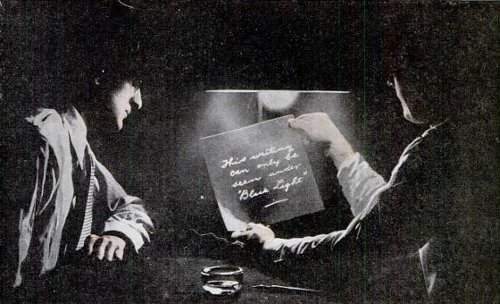 This writing
can only be
seen under
"Black Light"